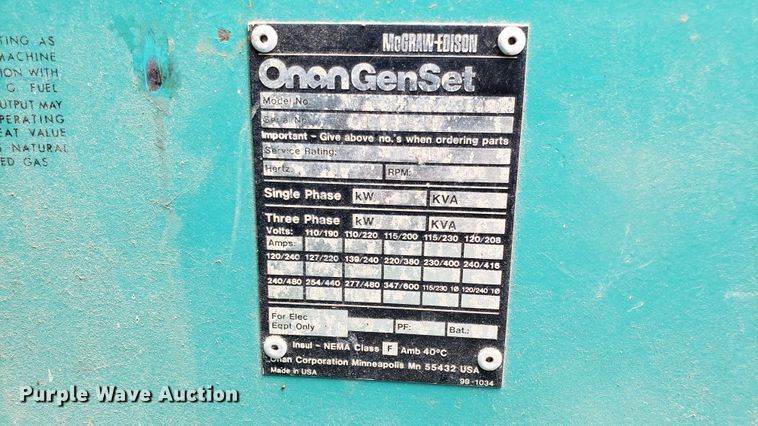 TING AS
MACHINE
ION WITH
G. FUEL
OUTPUT MAY
PERATING
EAT VALUE
NATURAL
ED GAS
McGRAW-EDISON
Onan GenSet
Model No.
Serial No.
Important - Give above no.'s when ordering parts
Service Rating:
Hertz: RPM:
Single Phase kW KVA
Three Phase kW KVA
Volts: 110/190 110/220 115/200 115/230 120/208
Amps:
120/240 127/220 139/240 220/380 230/400 240/416
240/480 254/440 277/480 347/600 115/230 1Ø 120/240 1Ø
For Elec
Eqpt Only PF: Bat.:
Insul - NEMA Class F Amb 40°C
Onan Corporation Minneapolis Mn 55432 USA
Made in USA 99-1034
Purple Wave Auction